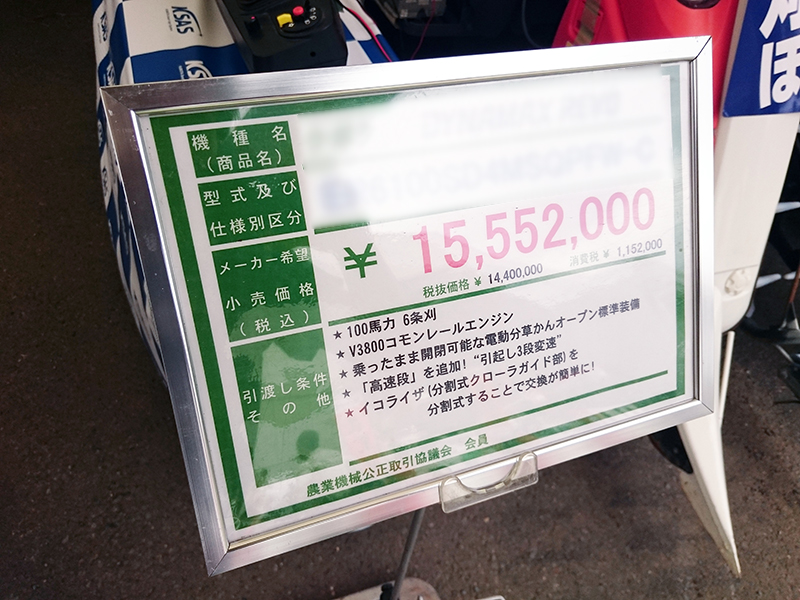 KSAS
KSAS
KSAS
ほ
機種名
(商品名)
型式及び
仕様別区分
メーカー希望
小売価格
(税込)
¥ 15,552,000
税抜価格 ¥ 14,400,000 消費税 ¥ 1,152,000
引渡し条件
その他
★ 100馬力 6条刈
★ V3800コモンレールエンジン
★ 乗ったまま開閉可能な電動分草かんオープン標準装備
★ 「高速段」を追加! “引起し3段変速”
★ イコライザ(分割式クローラガイド部)を
分割式することで交換が簡単に!
農業機械公正取引協議会 会員